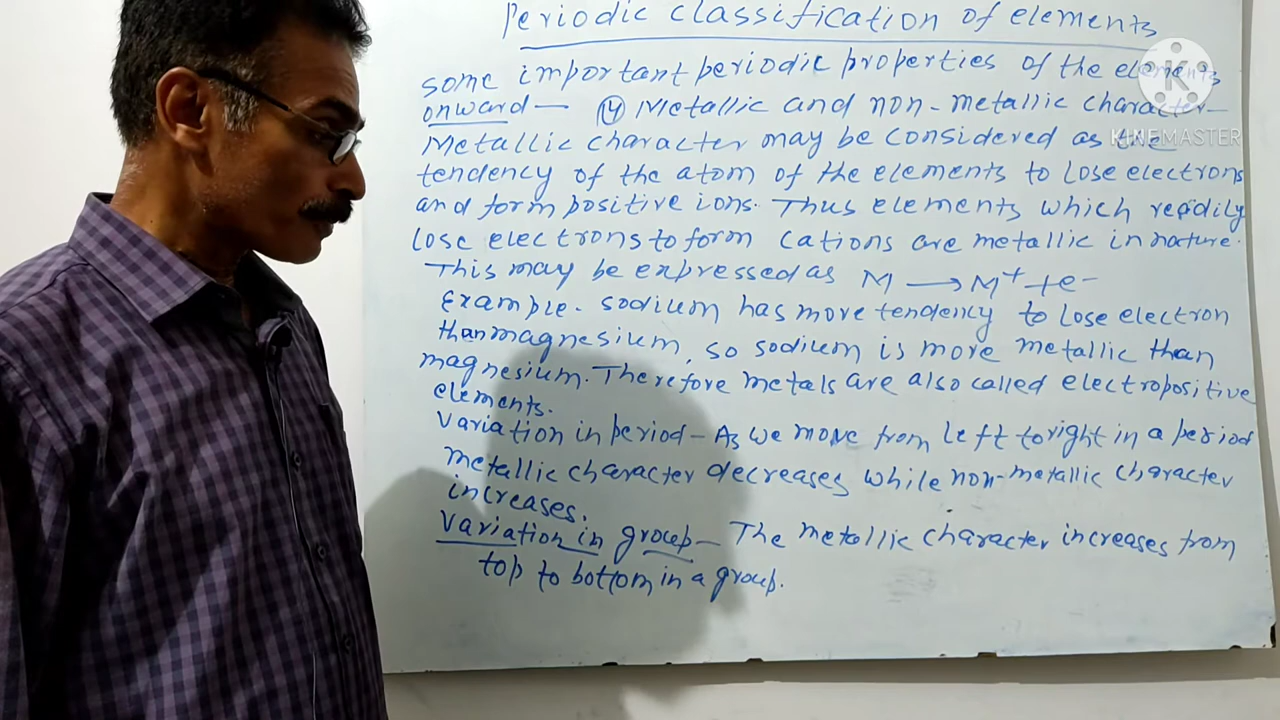 Periodic classification of elements
some important periodic properties of the elements
onward— (4) Metallic and non-metallic character—
Metallic character may be considered as the
tendency of the atom of the elements to lose electrons
and form positive ions. Thus elements which readily
lose electrons to form cations are metallic in nature.
This may be expressed as M ⟶ M⁺ + e⁻
Example. sodium has more tendency to lose electron
than magnesium, so sodium is more metallic than
magnesium. Therefore metals are also called electropositive
elements.
Variation in period— As we move from left to right in a period
metallic character decreases while non-metallic character
increases.
Variation in group— The metallic character increases from
top to bottom in a group.
K
KINEMASTER